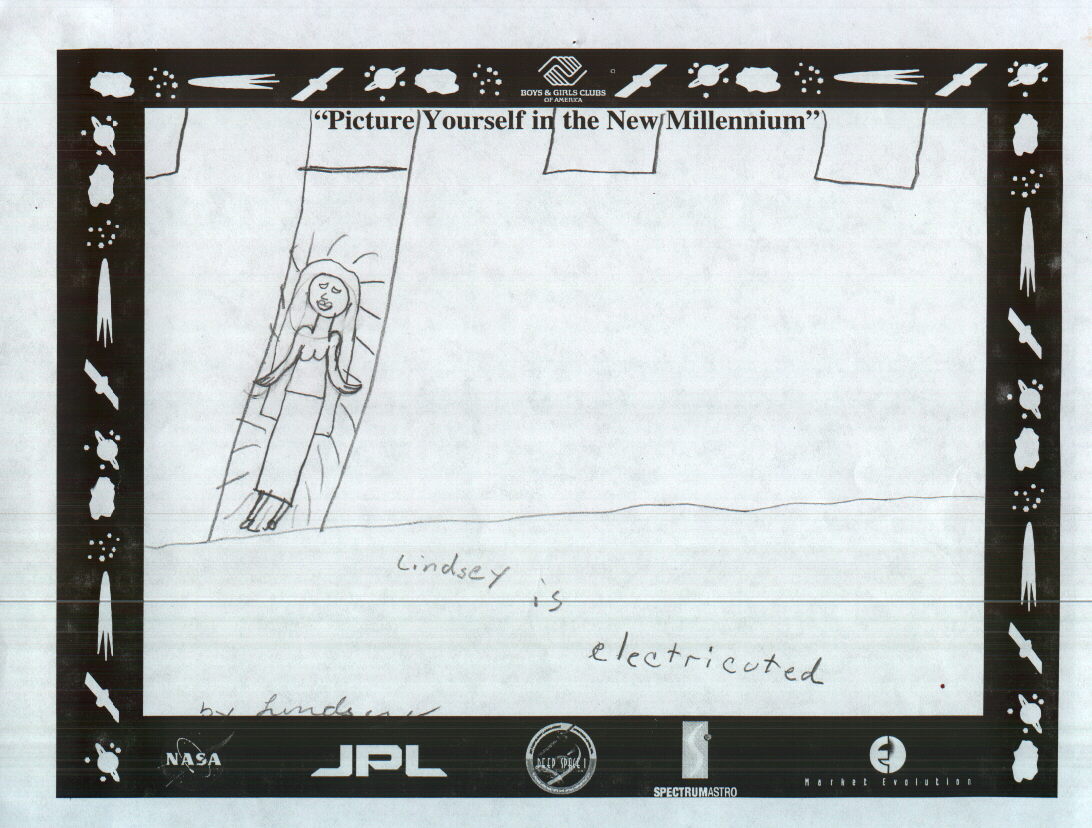 BOYS & GIRLS CLUBS
OF AMERICA
“Picture Yourself in the New Millennium”
Lindsey
is
electricuted
by Lindsey
NASA
JPL
DEEP SPACE 1
SPECTRUMASTRO
Market Evolution